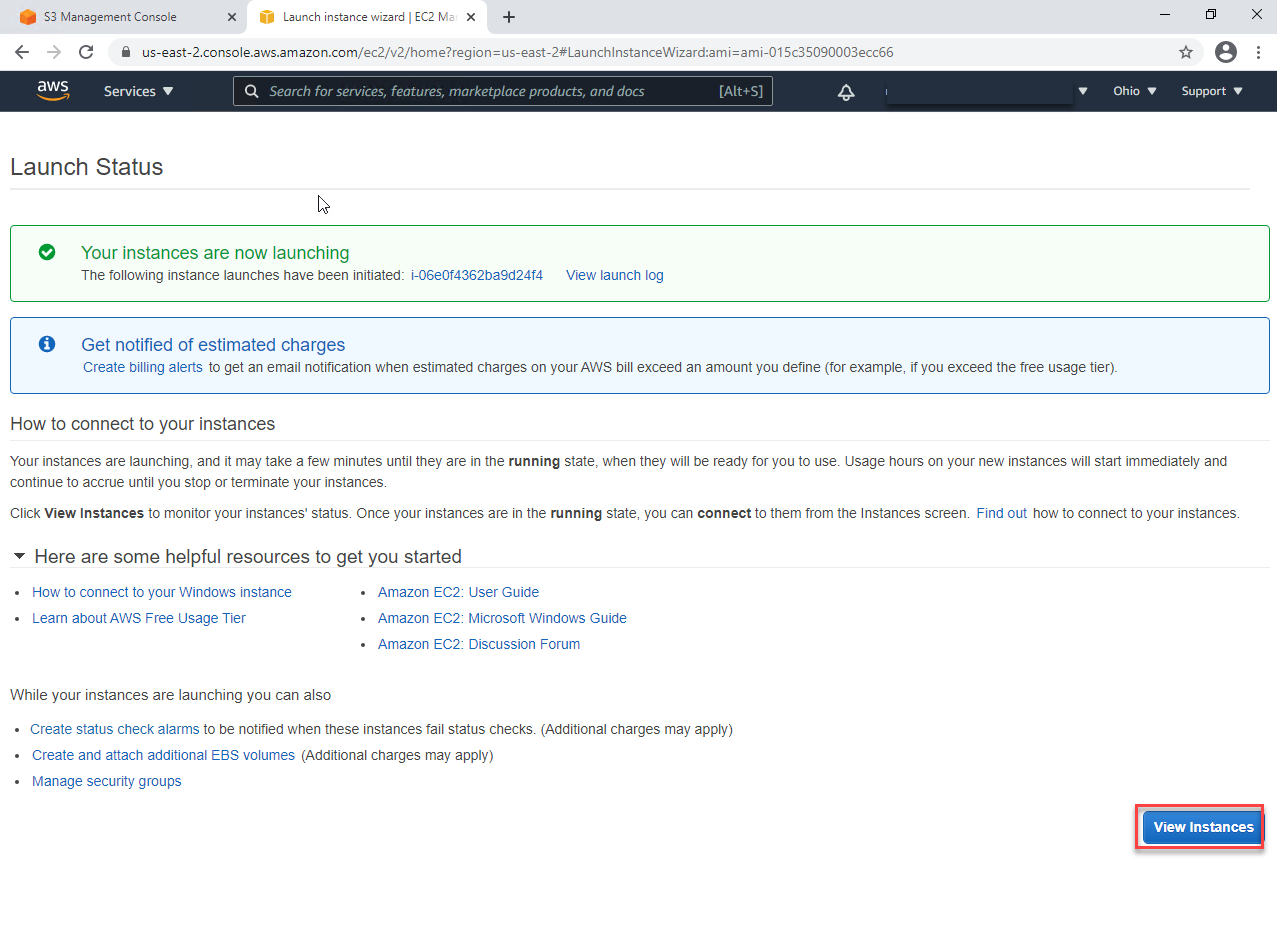 S3 Management Console
Launch instance wizard | EC2 Ma
us-east-2.console.aws.amazon.com/ec2/v2/home?region=us-east-2#LaunchInstanceWizard:ami=ami-015c35090003ecc66
aws Services Search for services, features, marketplace products, and docs [Alt+S] Ohio Support
Launch Status
Your instances are now launching
The following instance launches have been initiated: i-06e0f4362ba9d24f4 View launch log
Get notified of estimated charges
Create billing alerts to get an email notification when estimated charges on your AWS bill exceed an amount you define (for example, if you exceed the free usage tier).
How to connect to your instances
Your instances are launching, and it may take a few minutes until they are in the running state, when they will be ready for you to use. Usage hours on your new instances will start immediately and
continue to accrue until you stop or terminate your instances.
Click View Instances to monitor your instances' status. Once your instances are in the running state, you can connect to them from the Instances screen. Find out how to connect to your instances.
Here are some helpful resources to get you started
• How to connect to your Windows instance
• Learn about AWS Free Usage Tier
• Amazon EC2: User Guide
• Amazon EC2: Microsoft Windows Guide
• Amazon EC2: Discussion Forum
While your instances are launching you can also
• Create status check alarms to be notified when these instances fail status checks. (Additional charges may apply)
• Create and attach additional EBS volumes (Additional charges may apply)
• Manage security groups
View Instances